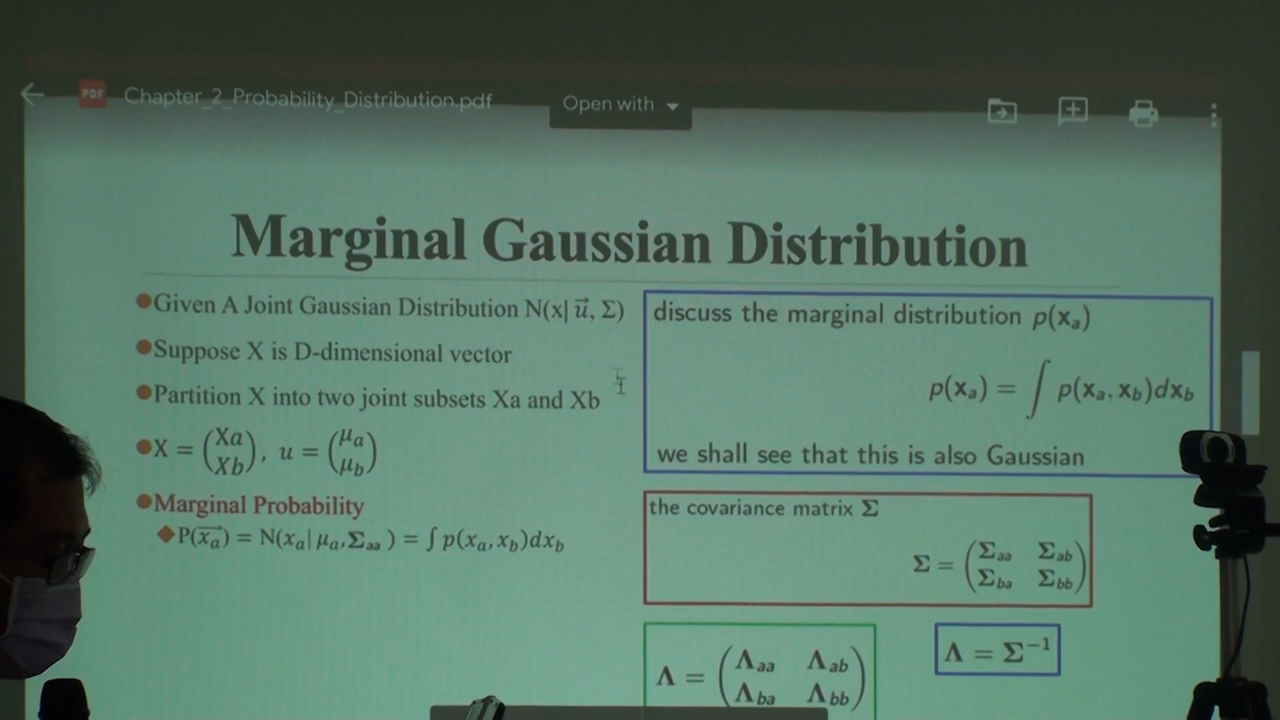 PDF Chapter_2_Probability_Distribution.pdf
Open with
Marginal Gaussian Distribution
Given A Joint Gaussian Distribution N(x| u⃗, Σ)
Suppose X is D-dimensional vector
Partition X into two joint subsets Xa and Xb
X = (Xa Xb), u = (μa μb)
Marginal Probability
P(x⃗a) = N(xa| μa,Σaa ) = ∫ p(xa,xb)dxb
discuss the marginal distribution p(xa)
p(xa) = ∫ p(xa, xb)dxb
we shall see that this is also Gaussian
the covariance matrix Σ
Σ = (Σaa Σab Σba Σbb)
Λ = (Λaa Λab Λba Λbb)
Λ = Σ⁻¹